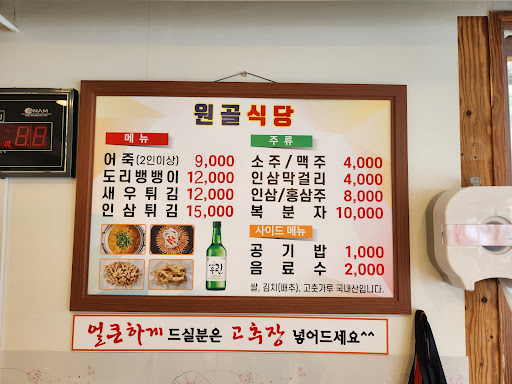 원골식당
메뉴
어죽(2인이상) 9,000
도리뱅뱅이 12,000
새우튀김 12,000
인삼튀김 15,000
주류
소주/맥주 4,000
인삼막걸리 4,000
인삼/홍삼주 8,000
복분자 10,000
사이드 메뉴
공기밥 1,000
음료수 2,000
쌀, 김치(배추), 고춧가루 국내산입니다.
얼큰하게 드실분은 고추장 넣어드세요^^